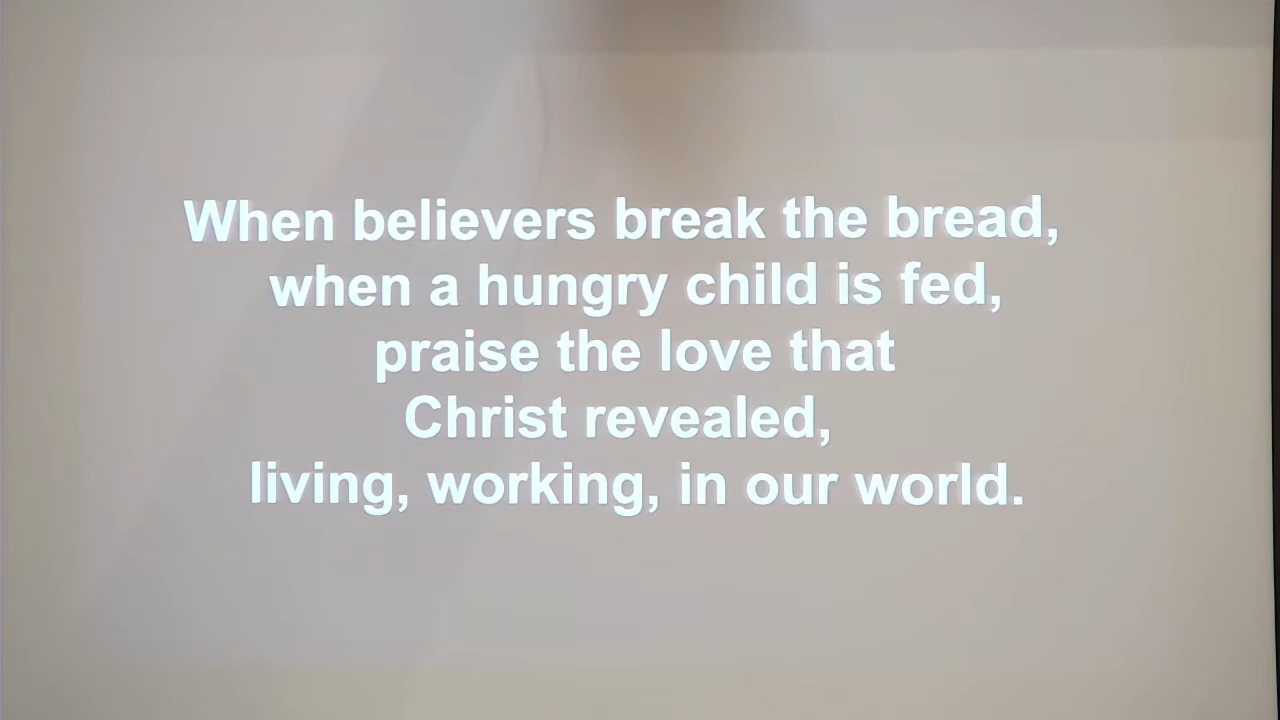 When believers break the bread,
when a hungry child is fed,
praise the love that
Christ revealed,
living, working, in our world.